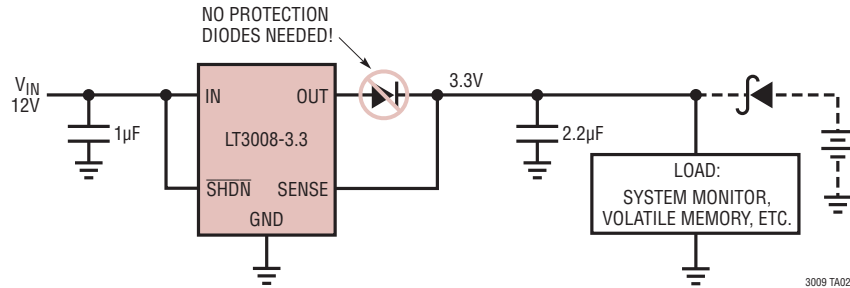 NO PROTECTION
DIODES NEEDED!
VIN
12V
1µF
IN
OUT
LT3008-3.3
SHDN
SENSE
GND
3.3V
2.2µF
LOAD:
SYSTEM MONITOR,
VOLATILE MEMORY, ETC.
3009 TA02